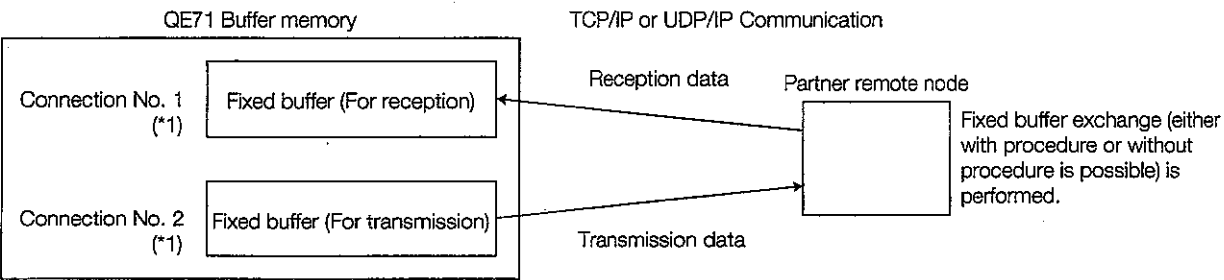 QE71 Buffer memory
TCP/IP or UDP/IP Communication
Connection No. 1
(*1)
Fixed buffer (For reception)
Reception data
Partner remote node
Fixed buffer exchange (either
with procedure or without
procedure is possible) is
performed.
Connection No. 2
(*1)
Fixed buffer (For transmission)
Transmission data